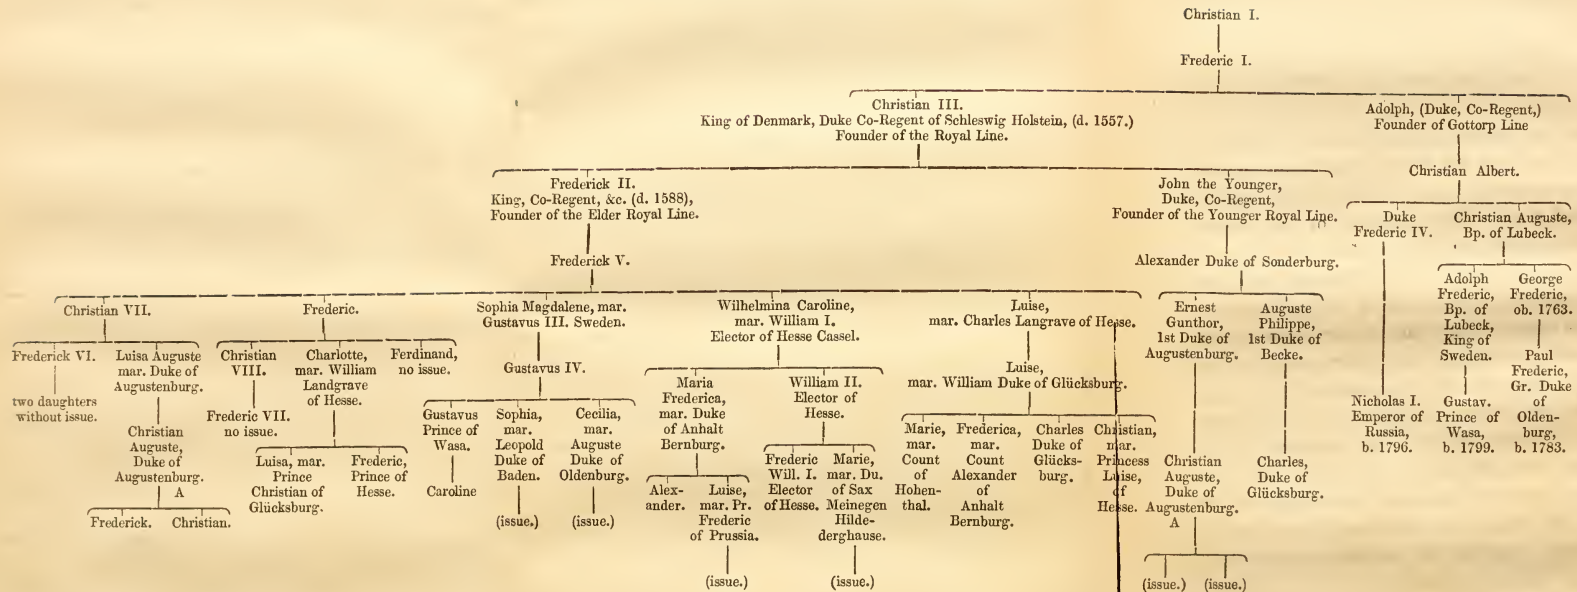 Christian I.
Frederic I.
Christian III.
King of Denmark, Duke Co-Regent of Schleswig Holstein, (d. 1557.)
Founder of the Royal Line.
Adolph, (Duke, Co-Regent,)
Founder of Gottorp Line
Christian Albert.
Frederick II.
King, Co-Regent, &c. (d. 1588),
Founder of the Elder Royal Line.
John the Younger,
Duke, Co-Regent,
Founder of the Younger Royal Line.
Duke
Frederic IV.
Christian Auguste,
Bp. of Lubeck.
Frederick V.
Alexander Duke of Sonderburg.
Christian VII.
Frederic.
Sophia Magdalene, mar.
Gustavus III. Sweden.
Wilhelmina Caroline,
mar. William I.
Elector of Hesse Cassel.
Luise,
mar. Charles Langrave of Hesse.
Ernest
Gunthor,
1st Duke of
Augustenburg.
Auguste
Philippe,
1st Duke of
Becke.
Adolph
Frederic,
Bp. of
Lubeck,
King of
Sweden.
George
Frederic,
ob. 1763.
Frederick VI.
two daughters
without issue.
Luisa Auguste
mar. Duke of
Augustenburg.
Christian
Auguste,
Duke of
Augustenburg.
A
Frederick.
Christian.
Christian
VIII.
Frederic VII.
no issue.
Charlotte,
mar. William
Landgrave
of Hesse.
Ferdinand,
no issue.
Luisa, mar.
Prince
Christian of
Glücksburg.
Frederic,
Prince of
Hesse.
Gustavus IV.
Gustavus
Prince of
Wasa.
Caroline
Sophia,
mar.
Leopold
Duke of
Baden.
(issue.)
Cecilia,
mar.
Auguste
Duke of
Oldenburg.
(issue.)
Maria
Frederica,
mar. Duke
of Anhalt
Bernburg.
William II.
Elector of
Hesse.
Alex-
ander.
Luise,
mar. Pr.
Frederic
of Prussia.
(issue.)
Frederic
Will. I.
Elector
of Hesse.
Marie,
mar. Du.
of Sax
Meinegen
Hilde-
derghause.
(issue.)
Luise,
mar. William Duke of Glücksburg.
Marie,
mar.
Count
of
Hohen-
thal.
Frederica,
mar.
Count
Alexander
of
Anhalt
Bernburg.
Charles
Duke of
Glücks-
burg.
Christian,
mar.
Princess
Luise,
of
Hesse.
Christian
Auguste,
Duke of
Augustenburg.
A
(issue.)
(issue.)
Charles,
Duke of
Glücksburg.
Nicholas I.
Emperor of
Russia,
b. 1796.
Gustav.
Prince of
Wasa,
b. 1799.
Paul
Frederic,
Gr. Duke
of
Olden-
burg,
b. 1783.